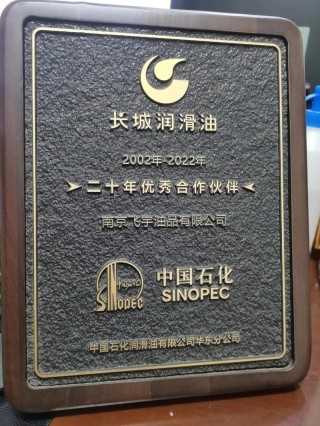 长城润滑油
2002年-2022年
二十年优秀合作伙伴
南京飞宇油品有限公司
中国石化
SINOPEC
SINOPEC
中国石化润滑油有限公司华东分公司